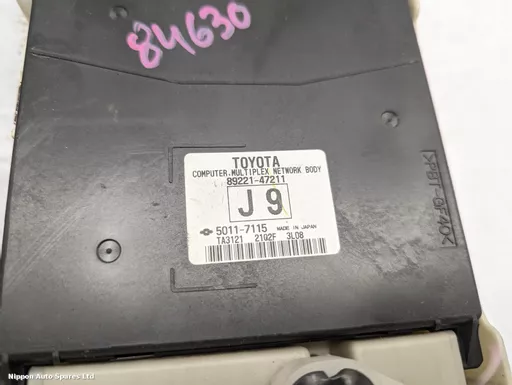 84630
TOYOTA
COMPUTER.MULTIPLEX NETWORK BODY
89221-47211
J 9
5011-7115 MADE IN JAPAN
TA3121 21Q2F 3L08
Nippon Auto Spares Ltd